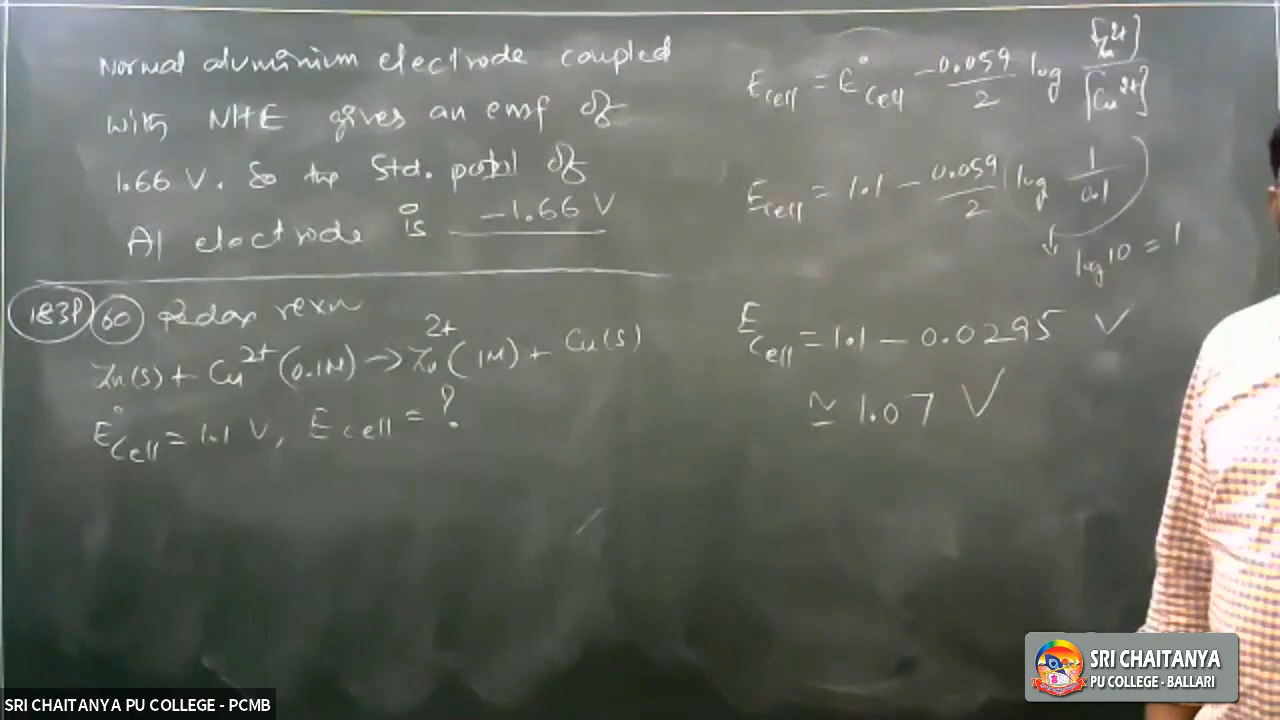 Normal aluminium electrode coupled
with NHE gives an emf of
1.66 V. So the Std. potnl of
Al electrode is -1.66 V
183P 60 Redox rexn
Zn(s) + Cu²⁺ (0.1M) → Zn²⁺ (1M) + Cu(s)
E°cell = 1.1 V, Ecell = ?
Ecell = E°cell - 0.059/2 log [Zn²⁺]/[Cu²⁺]
Ecell = 1.1 - 0.059/2 (log 1/0.1)
↓ log 10 = 1
Ecell = 1.1 - 0.0295 V
≃ 1.07 V
SRI CHAITANYA
PU COLLEGE - BALLARI
SRI CHAITANYA PU COLLEGE - PCMB